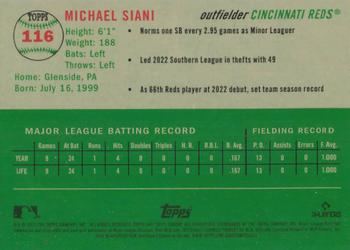 TOPPS
116
MICHAEL SIANI
outfielder CINCINNATI REDS®
Height: 6'1"
Weight: 188
Bats: Left
Throws: Left
Home: Glenside, PA
Born: July 16, 1999
• Norms one SB every 2.95 games as Minor Leaguer
• Led 2022 Southern League in thefts with 49
• As 66th Reds player at 2022 debut, set team season record
MAJOR LEAGUE BATTING RECORD FIELDING RECORD
Games At Bat Runs Hits Doubles Triples H.R. R.B.I. B. Avg. P.O. Assists Errors F. Avg.
YEAR 9 24 1 4 0 0 0 0 .167 13 0 0 1.000
LIFE 9 24 1 4 0 0 0 0 .167 13 0 0 1.000
Topps